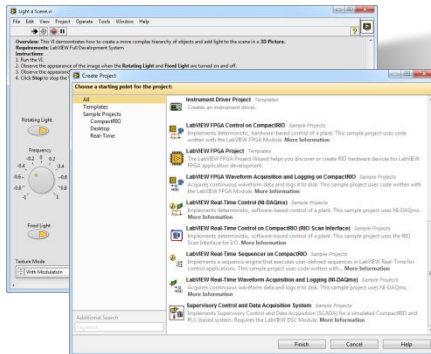 Light a Scene.vi
File Edit View Project Operate Tools Window Help
Overview: This VI demonstrates how to create a more complex hierarchy of objects and add light to the scene in a 3D Picture.
Requirements: LabVIEW Full Development System
Instructions:
1. Run the VI.
2. Observe the appearance of the image when the Rotating Light and Fixed Light are turned on and off.
3. Observe the appearance
4. Click Stop to stop the
Rotating Light
Frequency
Fixed Light
Texture Mode
With Modulation
Create Project
Choose a starting point for the project:
All
Templates
Sample Projects
CompactRIO
Desktop
Real-Time
Additional Search
Keyword
Instrument Driver Project Templates
Creates an instrument driver.
LabVIEW FPGA Control on CompactRIO Sample Projects
Implements deterministic, hardware-based control of a plant. This sample project uses code
written with the LabVIEW FPGA Module. More Information
LabVIEW FPGA Project Templates
The LabVIEW FPGA Project Wizard helps you discover or create RIO hardware devices for LabVIEW
FPGA application development.
LabVIEW FPGA Waveform Acquisition and Logging on CompactRIO Sample Projects
Acquires continuous waveform data and logs it to disk. This sample project uses code written with
the LabVIEW FPGA Module. More Information
LabVIEW Real-Time Control (NI-DAQmx) Sample Projects
Implements deterministic, software-based control of a plant. This sample project uses NI-DAQmx.
More Information
LabVIEW Real-Time Control on CompactRIO (RIO Scan Interface) Sample Projects
Implements deterministic, software-based control of a plant. This sample project uses the RIO
Scan Interface for I/O. More Information
LabVIEW Real-Time Sequencer on CompactRIO Sample Projects
Implements a sequence engine that executes user-defined sequences in LabVIEW Real-Time for
control applications. This sample project uses code written with... More Information
LabVIEW Real-Time Waveform Acquisition and Logging (NI-DAQmx) Sample Projects
Acquires continuous waveform data and logs it to disk. This sample project uses NI-DAQmx.
More Information
Supervisory Control and Data Acquisition System Sample Projects
Implements Supervisory Control and Data Acquisition (SCADA) for a simulated CompactRIO and
PLC-based system. Requires the LabVIEW DSC Module. More Information
Finish Cancel Help